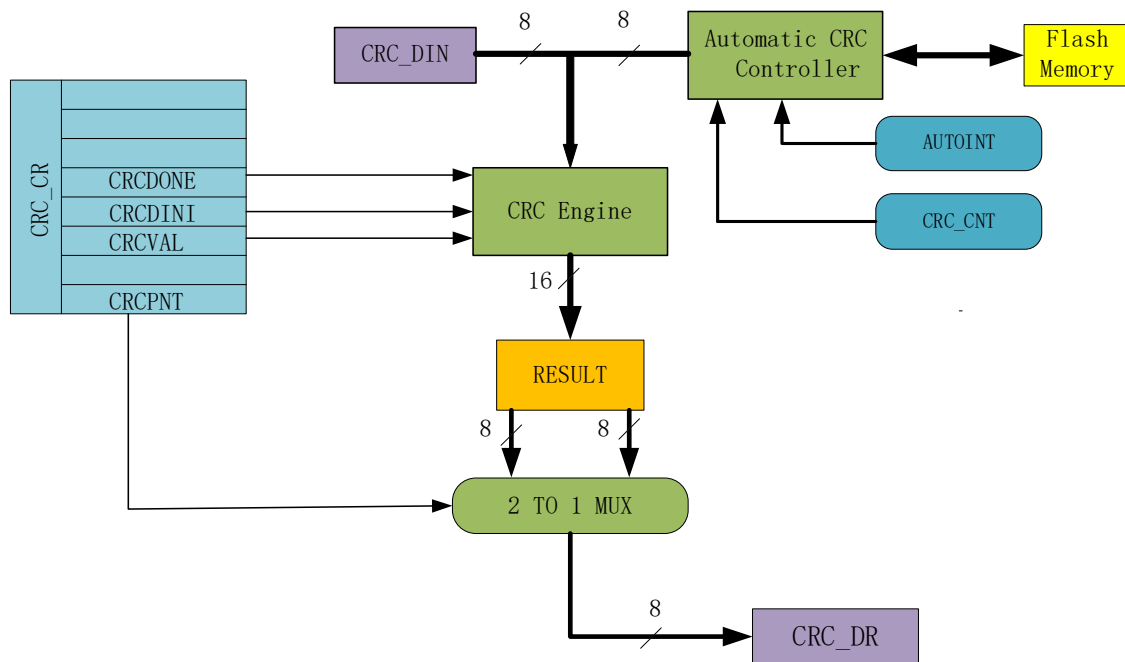 8
8
CRC_DIN
Automatic CRC
Controller
Flash
Memory
AUTOINT
CRC_CNT
CRC_CR
CRCDONE
CRCDINI
CRCVAL
CRCPNT
CRC Engine
16
RESULT
8
8
2 TO 1 MUX
8
CRC_DR